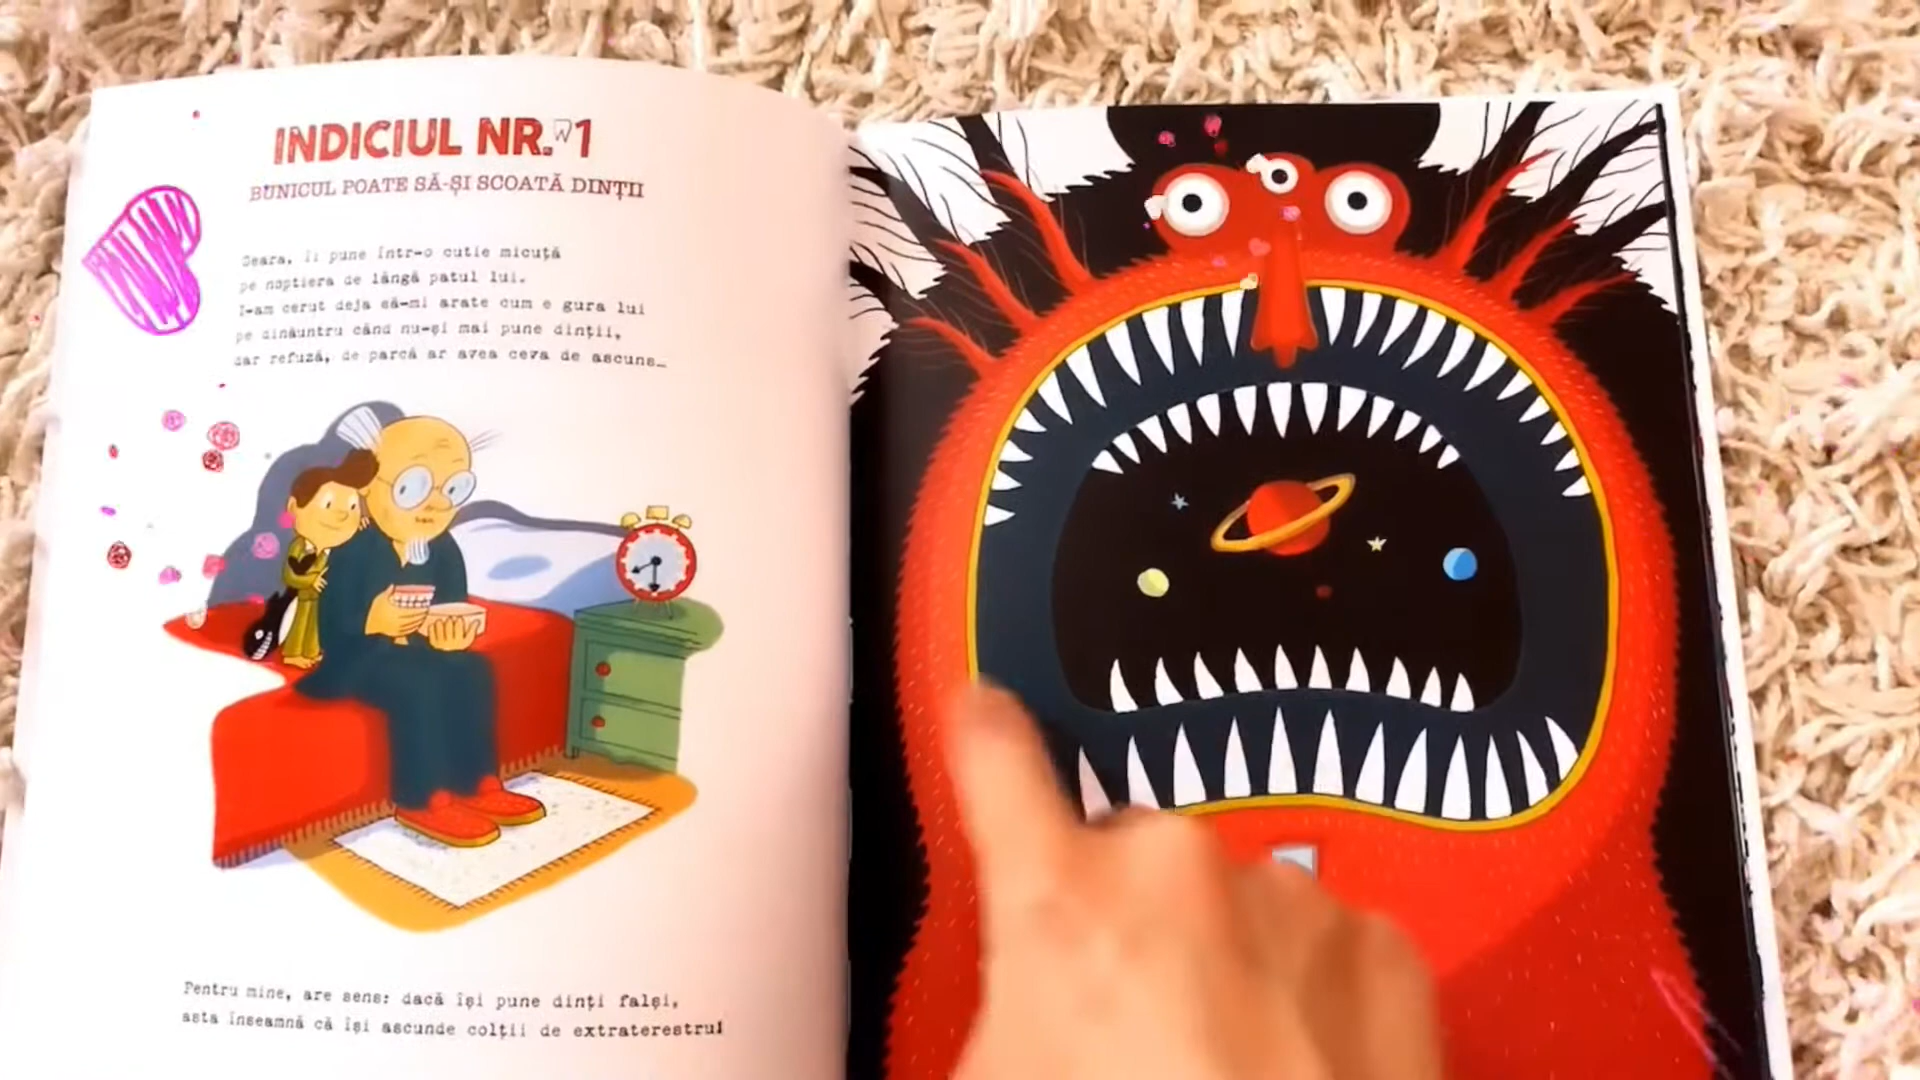 INDICIUL NR. 1
BUNICUL POATE SĂ-ȘI SCOATĂ DINȚII
Seara, îi pune într-o cutie micuță
pe noptiera de lângă patul lui.
I-am cerut deja să-mi arate cum e gura lui
pe dinăuntru când nu-și mai pune dinții,
dar refuză, de parcă ar avea ceva de ascuns…
Pentru mine, are sens: dacă își pune dinți falși,
asta înseamnă că își ascunde colții de extraterestru!